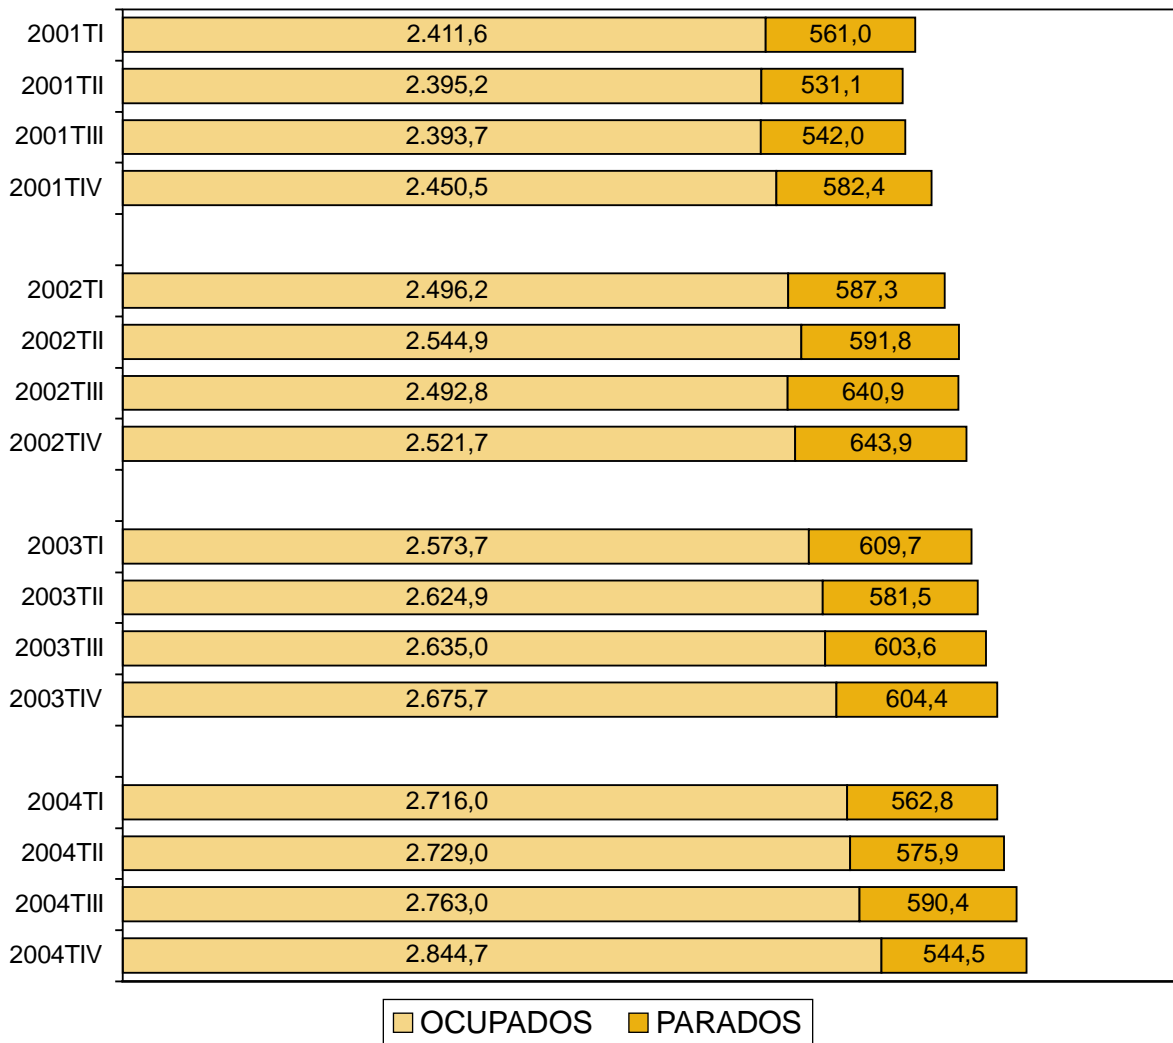 2001TI 2.411,6 561,0
2001TII 2.395,2 531,1
2001TIII 2.393,7 542,0
2001TIV 2.450,5 582,4
2002TI 2.496,2 587,3
2002TII 2.544,9 591,8
2002TIII 2.492,8 640,9
2002TIV 2.521,7 643,9
2003TI 2.573,7 609,7
2003TII 2.624,9 581,5
2003TIII 2.635,0 603,6
2003TIV 2.675,7 604,4
2004TI 2.716,0 562,8
2004TII 2.729,0 575,9
2004TIII 2.763,0 590,4
2004TIV 2.844,7 544,5
OCUPADOS PARADOS